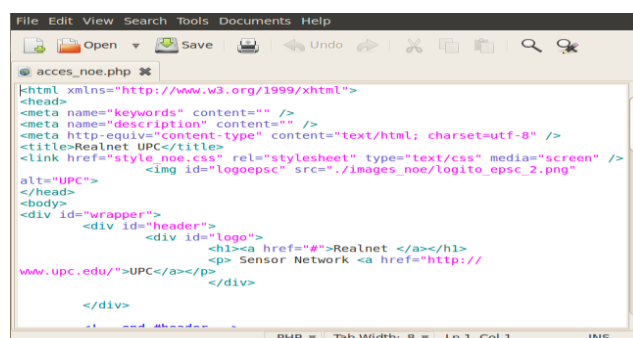 File Edit View Search Tools Documents Help
Open Save Undo
acces_noe.php
<html xmlns="http://www.w3.org/1999/xhtml">
<head>
<meta name="keywords" content="" />
<meta name="description" content="" />
<meta http-equiv="content-type" content="text/html; charset=utf-8" />
<title>Realnet UPC</title>
<link href="style_noe.css" rel="stylesheet" type="text/css" media="screen" />
<img id="logoepsc" src="./images_noe/logito_epsc_2.png"
alt="UPC">
</head>
<body>
<div id="wrapper">
<div id="header">
<div id="logo">
<h1><a href="#">Realnet </a></h1>
<p> Sensor Network <a href="http://
www.upc.edu/">UPC</a></p>
</div>
</div>
<!-- end #header -->
PHP Tab Width: 8 Ln 1, Col 1 INS